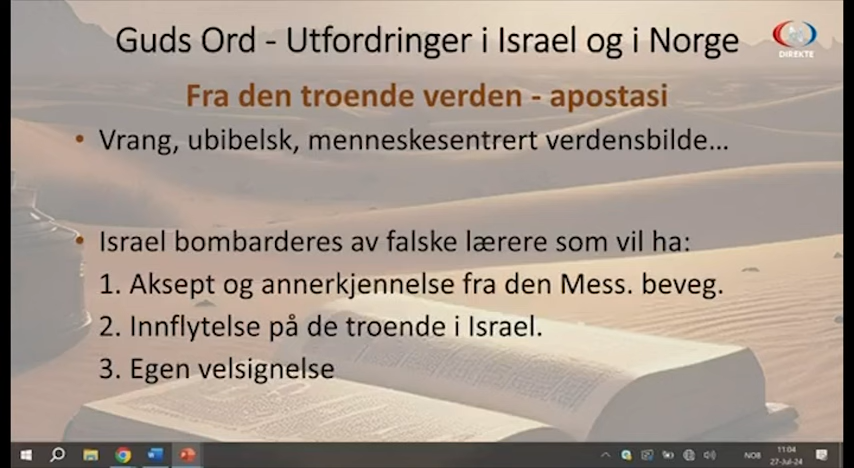 Guds Ord - Utfordringer i Israel og i Norge
DIREKTE
Fra den troende verden - apostasi
• Vrang, ubibelsk, menneskesentrert verdensbilde...
• Israel bombarderes av falske lærere som vil ha:
1. Aksept og annerkjennelse fra den Mess. beveg.
2. Innflytelse på de troende i Israel.
3. Egen velsignelse
NOB
11:04
27-Jul-24